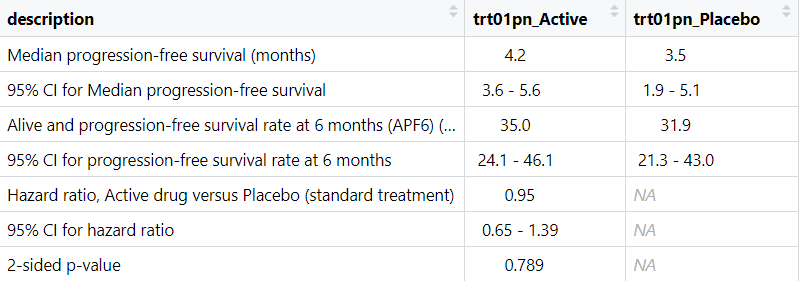 description trt01pn_Active trt01pn_Placebo
Median progression-free survival (months) 4.2 3.5
95% CI for Median progression-free survival 3.6 - 5.6 1.9 - 5.1
Alive and progression-free survival rate at 6 months (APF6) (... 35.0 31.9
95% CI for progression-free survival rate at 6 months 24.1 - 46.1 21.3 - 43.0
Hazard ratio, Active drug versus Placebo (standard treatment) 0.95 NA
95% CI for hazard ratio 0.65 - 1.39 NA
2-sided p-value 0.789 NA